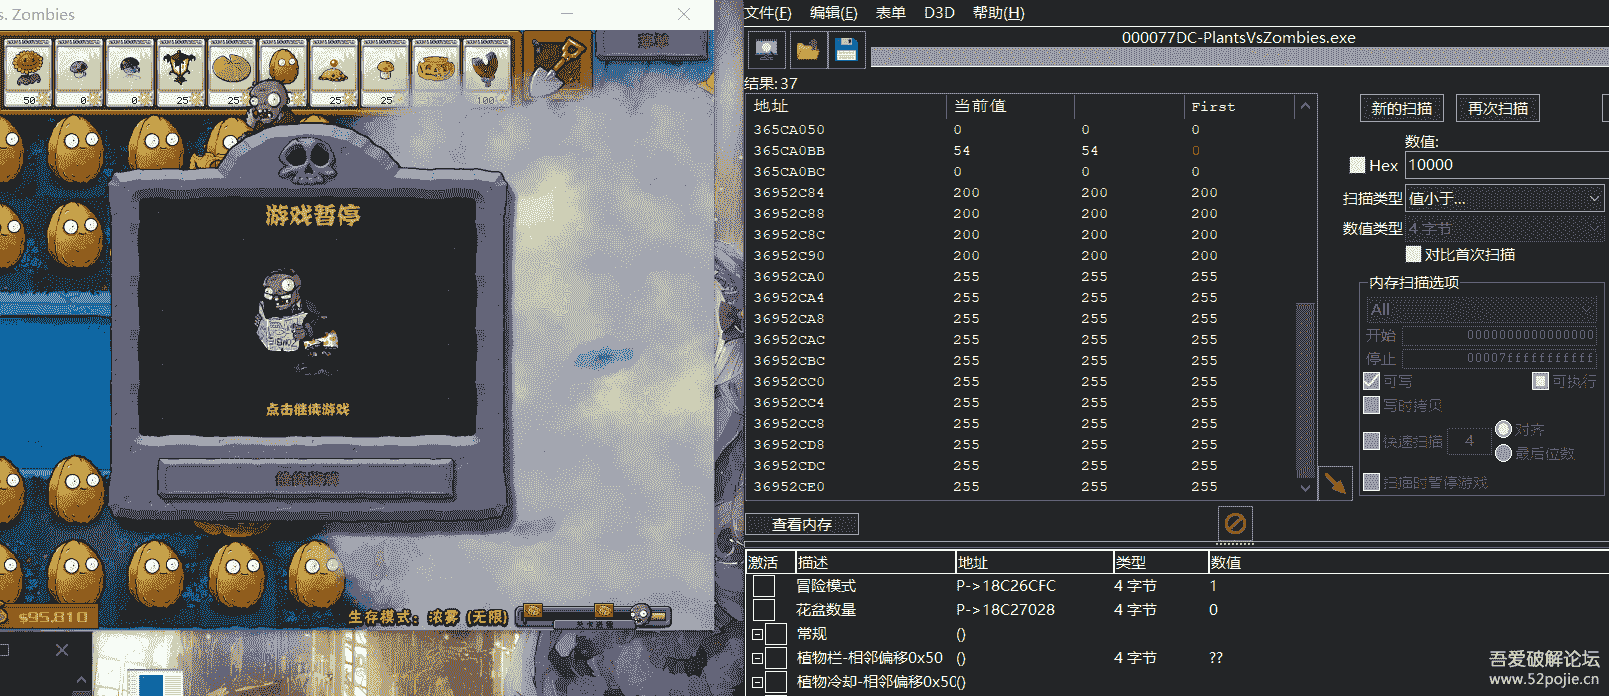 s. Zombies
50
0
0
25
25
25
25
100
游戏暂停
点击继续游戏
$95,810
生存模式：浓雾 (无限)
文件(F) 编辑(E) 表单 D3D 帮助(H)
000077DC-PlantsVsZombies.exe
结果: 37
地址 当前值 First
365CA050 0 0 0
365CA0BB 54 54 0
365CA0BC 0 0 0
36952C84 200 200 200
36952C88 200 200 200
36952C8C 200 200 200
36952C90 200 200 200
36952CA0 255 255 255
36952CA4 255 255 255
36952CA8 255 255 255
36952CAC 255 255 255
36952CBC 255 255 255
36952CC0 255 255 255
36952CC4 255 255 255
36952CC8 255 255 255
36952CD8 255 255 255
36952CDC 255 255 255
36952CE0 255 255 255
新的扫描 再次扫描
数值:
Hex 10000
扫描类型 值小于...
数值类型 4 字节
对比首次扫描
内存扫描选项
All
开始 0000000000000000
停止 00007fffffffffff
可写 可执行
写时拷贝
快速扫描 4 对齐
最后位数
扫描时暂停游戏
查看内存
激活 描述 地址 类型 数值
冒险模式 P->18C26CFC 4 字节 1
花盆数量 P->18C27028 4 字节 0
常规 ()
植物栏-相邻偏移0x50 () 4 字节 ??
植物冷却-相邻偏移0x50()
吾爱破解论坛
www.52pojie.cn